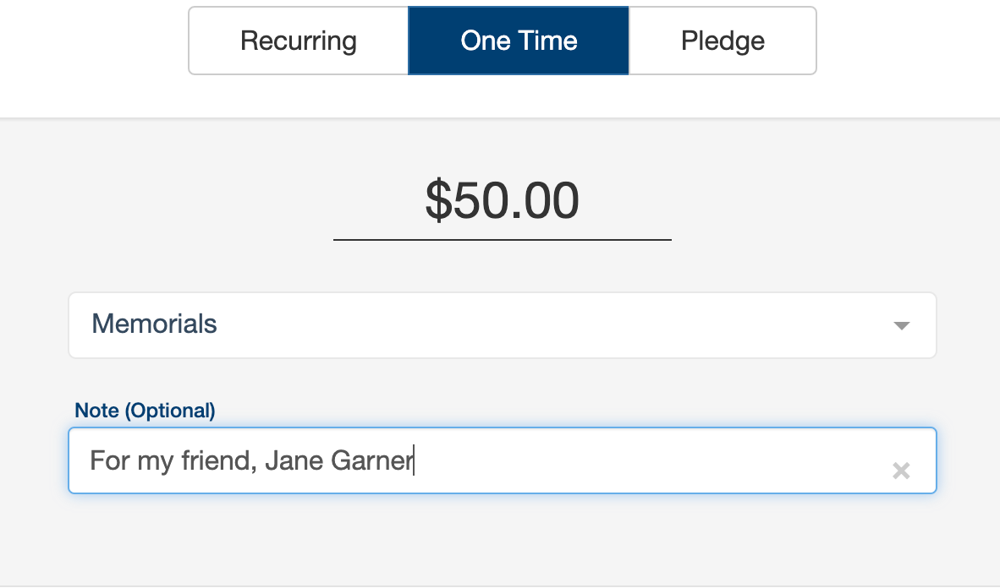 Recurring One Time Pledge
$50.00
Memorials
Note (Optional)
For my friend, Jane Garner